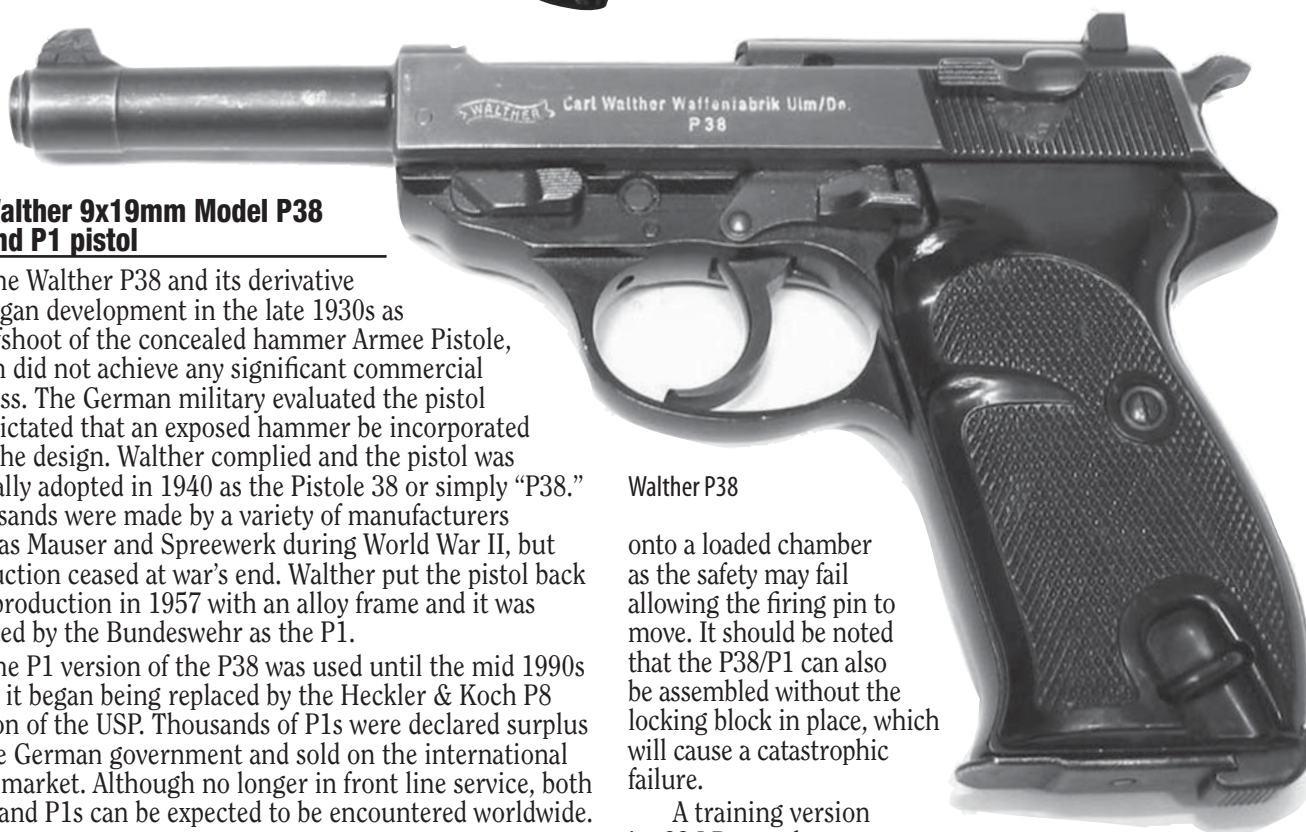 WALTHER Carl Walther Waffenfabrik Ulm/Do.
P38
alther 9x19mm Model P38
nd P1 pistol
he Walther P38 and its derivative
gan development in the late 1930s as
fshoot of the concealed hammer Armee Pistole,
h did not achieve any significant commercial
ss. The German military evaluated the pistol
ictated that an exposed hammer be incorporated
he design. Walther complied and the pistol was
ally adopted in 1940 as the Pistole 38 or simply “P38.”
sands were made by a variety of manufacturers
as Mauser and Spreewerk during World War II, but
uction ceased at war’s end. Walther put the pistol back
production in 1957 with an alloy frame and it was
ed by the Bundeswehr as the P1.
he P1 version of the P38 was used until the mid 1990s
it began being replaced by the Heckler & Koch P8
on of the USP. Thousands of P1s were declared surplus
e German government and sold on the international
market. Although no longer in front line service, both
and P1s can be expected to be encountered worldwide.
Walther P38
onto a loaded chamber
as the safety may fail
allowing the firing pin to
move. It should be noted
that the P38/P1 can also
be assembled without the
locking block in place, which
will cause a catastrophic
failure.
A training version